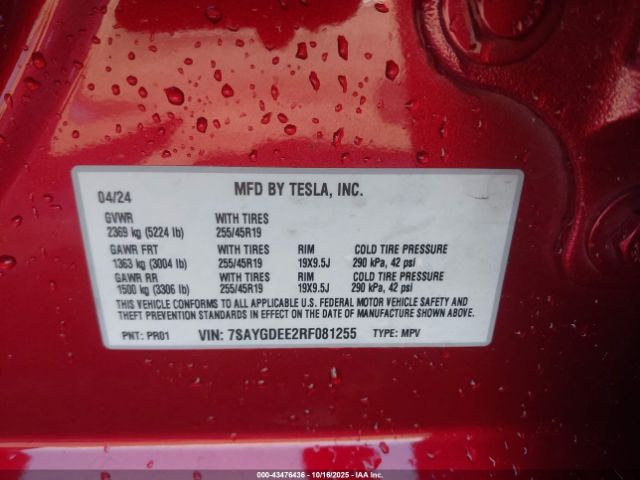 04/24 MFD BY TESLA, INC.
GVWR WITH TIRES
2369 kg (5224 lb) 255/45R19
GAWR FRT WITH TIRES RIM COLD TIRE PRESSURE
1363 kg (3004 lb) 255/45R19 19X9.5J 290 kPa, 42 psi
GAWR RR WITH TIRES RIM COLD TIRE PRESSURE
1500 kg (3306 lb) 255/45R19 19X9.5J 290 kPa, 42 psi
THIS VEHICLE CONFORMS TO ALL APPLICABLE U.S. FEDERAL MOTOR VEHICLE SAFETY AND
THEFT PREVENTION STANDARDS IN EFFECT ON THE DATE OF MANUFACTURE SHOWN ABOVE.
PNT: PR01 VIN: 7SAYGDEE2RF081255 TYPE: MPV
000-43476436 - 10/16/2025 - IAA Inc.